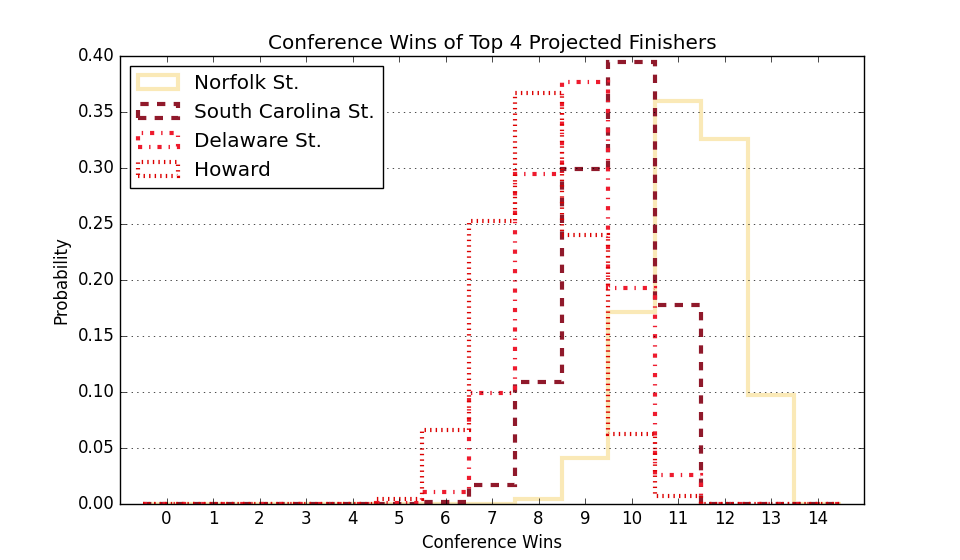 Conference Wins of Top 4 Projected Finishers
Norfolk St.
South Carolina St.
Delaware St.
Howard
0.40
0.35
0.30
0.25
0.20
0.15
0.10
0.05
0.00
Probability
0 1 2 3 4 5 6 7 8 9 10 11 12 13 14
Conference Wins